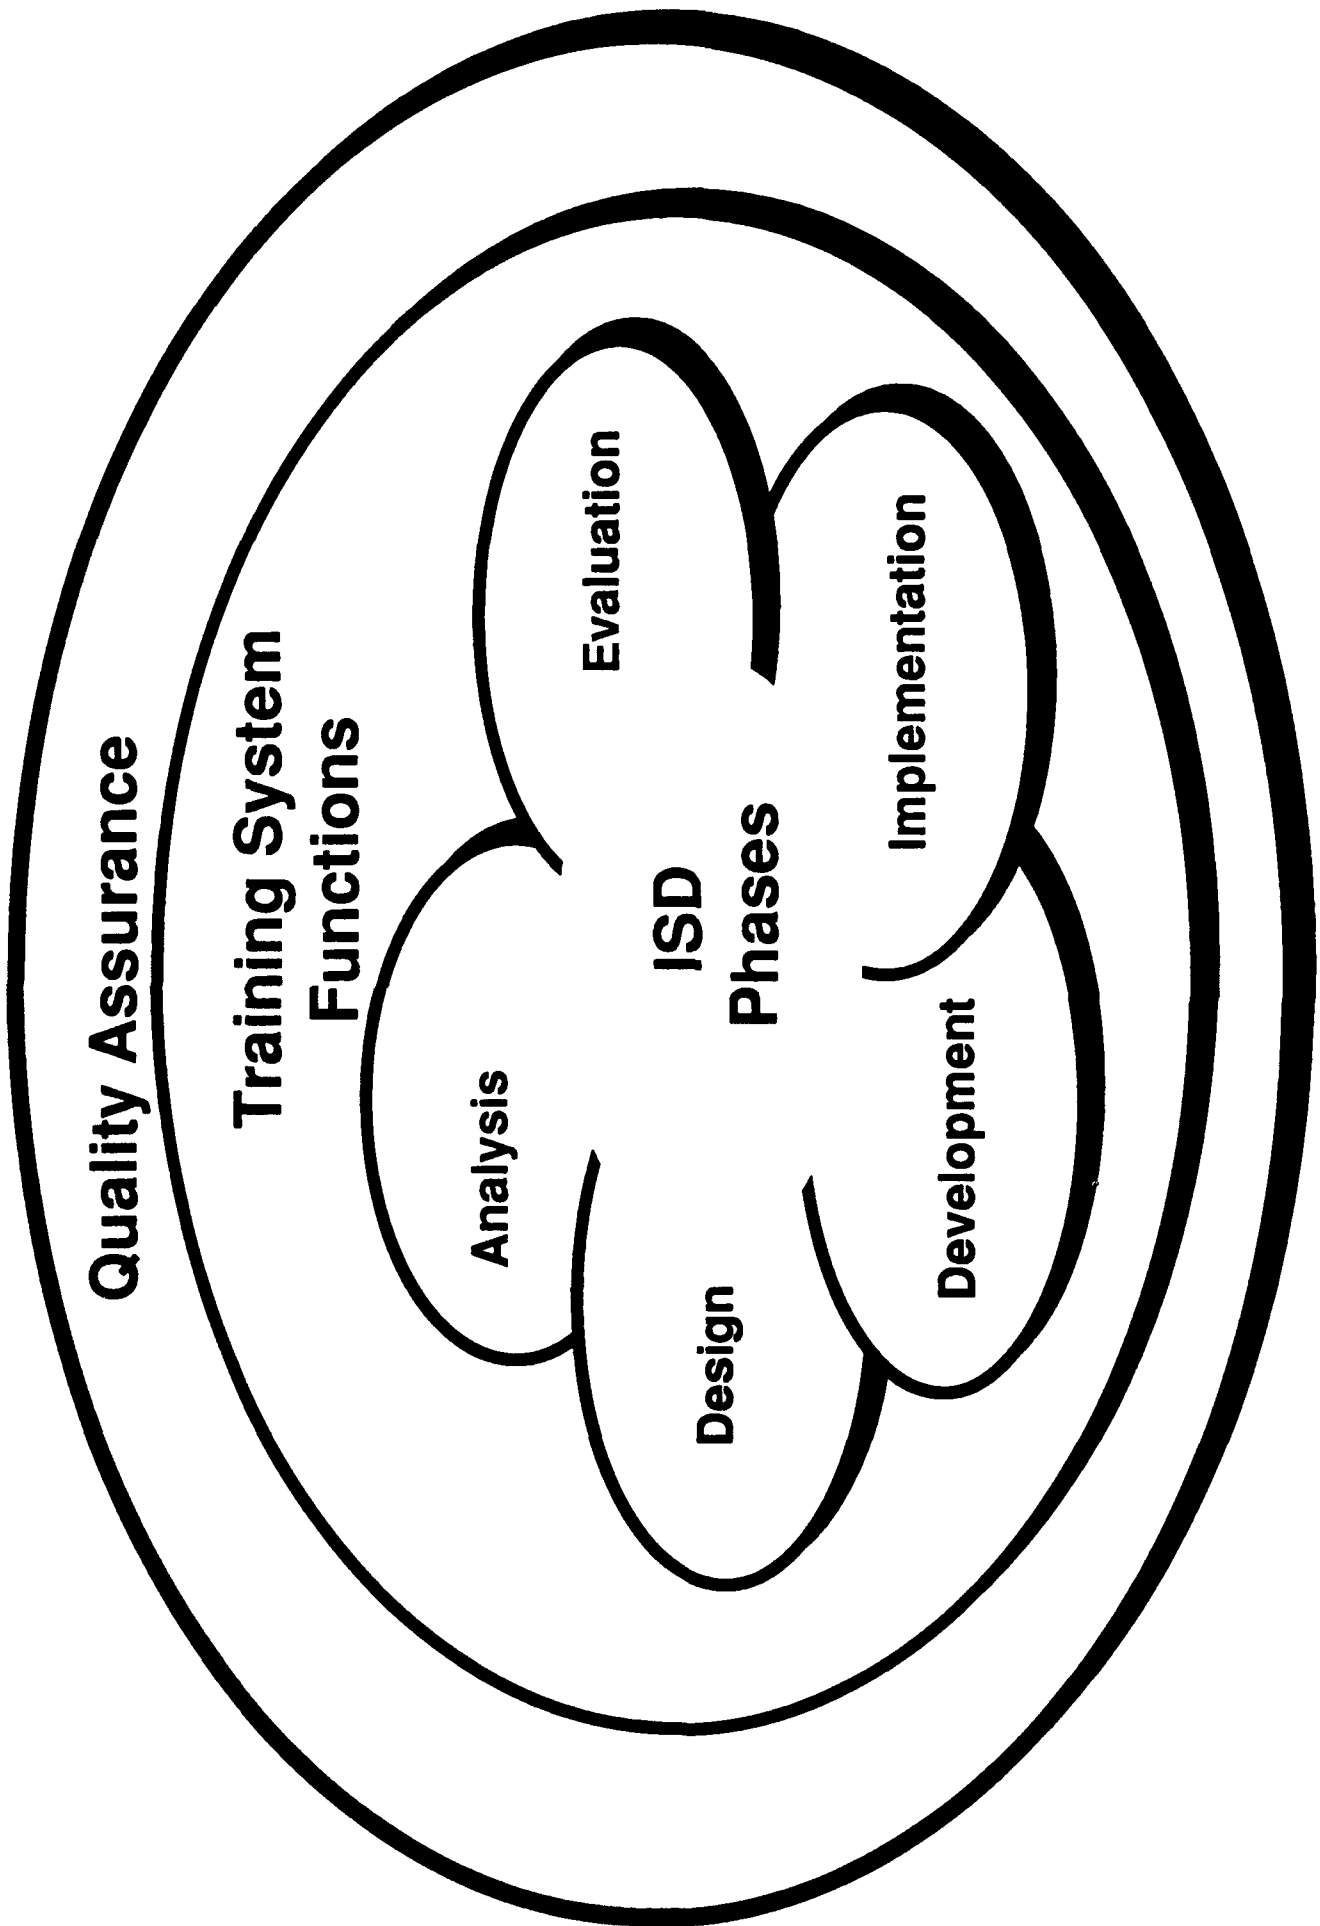 Quality Assurance
Training System
Functions
Analysis
Evaluation
ISD
Phases
Design
Implementation
Development